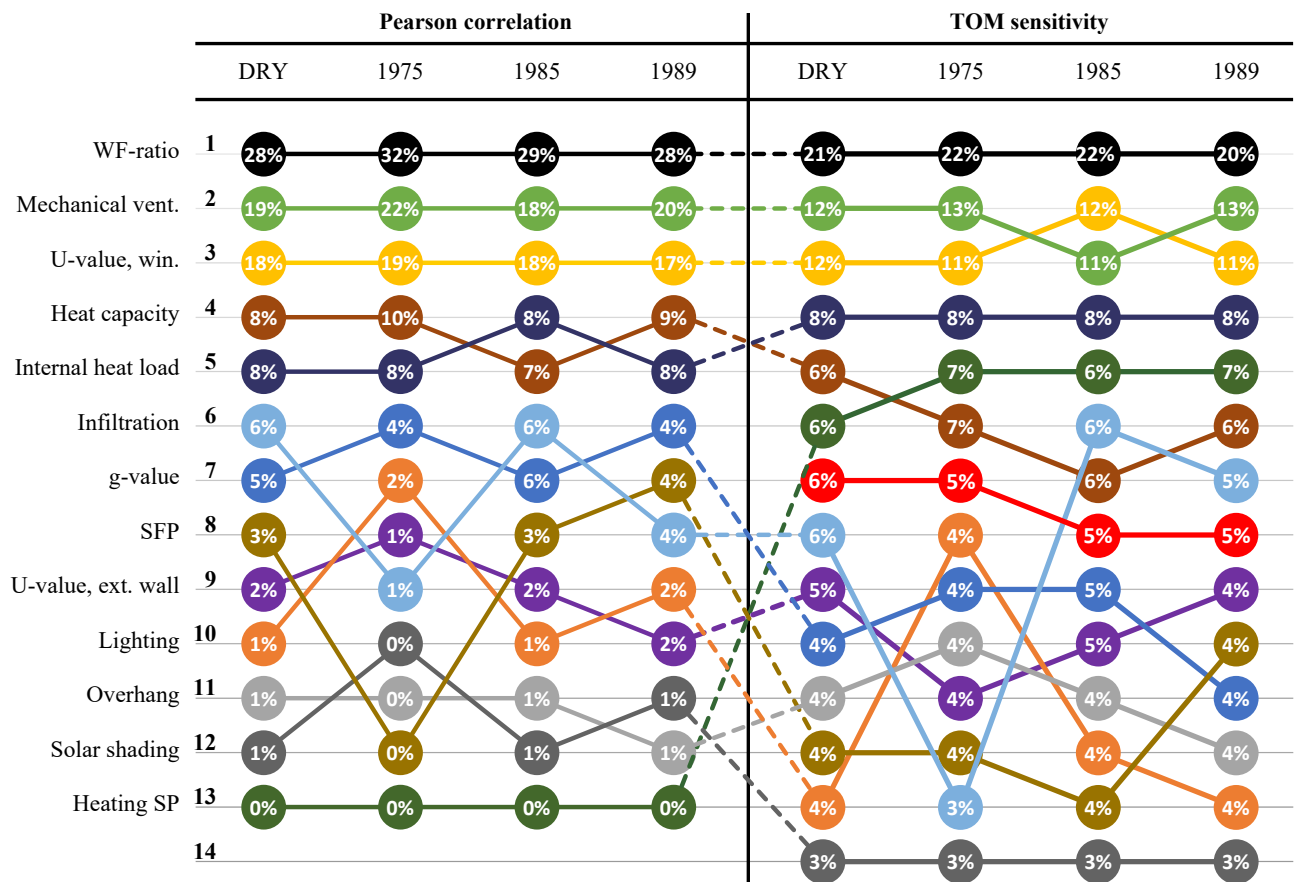 Pearson correlation TOM sensitivity
DRY 1975 1985 1989 DRY 1975 1985 1989
WF-ratio 1 28% 32% 29% 28% 21% 22% 22% 20%
Mechanical vent. 2 19% 22% 18% 20% 12% 13% 12% 13%
U-value, win. 3 18% 19% 18% 17% 12% 11% 11% 11%
Heat capacity 4 8% 10% 8% 9% 8% 8% 8% 8%
Internal heat load 5 8% 8% 7% 8% 6% 7% 6% 7%
Infiltration 6 6% 4% 6% 4% 6% 7% 6% 6%
g-value 7 5% 2% 6% 4% 6% 5% 6% 5%
SFP 8 3% 1% 3% 4% 6% 4% 5% 5%
U-value, ext. wall 9 2% 1% 2% 2% 5% 4% 5% 4%
Lighting 10 1% 0% 1% 2% 4% 4% 5% 4%
Overhang 11 1% 0% 1% 1% 4% 4% 4% 4%
Solar shading 12 1% 0% 1% 1% 4% 4% 4% 4%
Heating SP 13 0% 0% 0% 0% 4% 3% 4% 4%
14 3% 3% 3% 3%